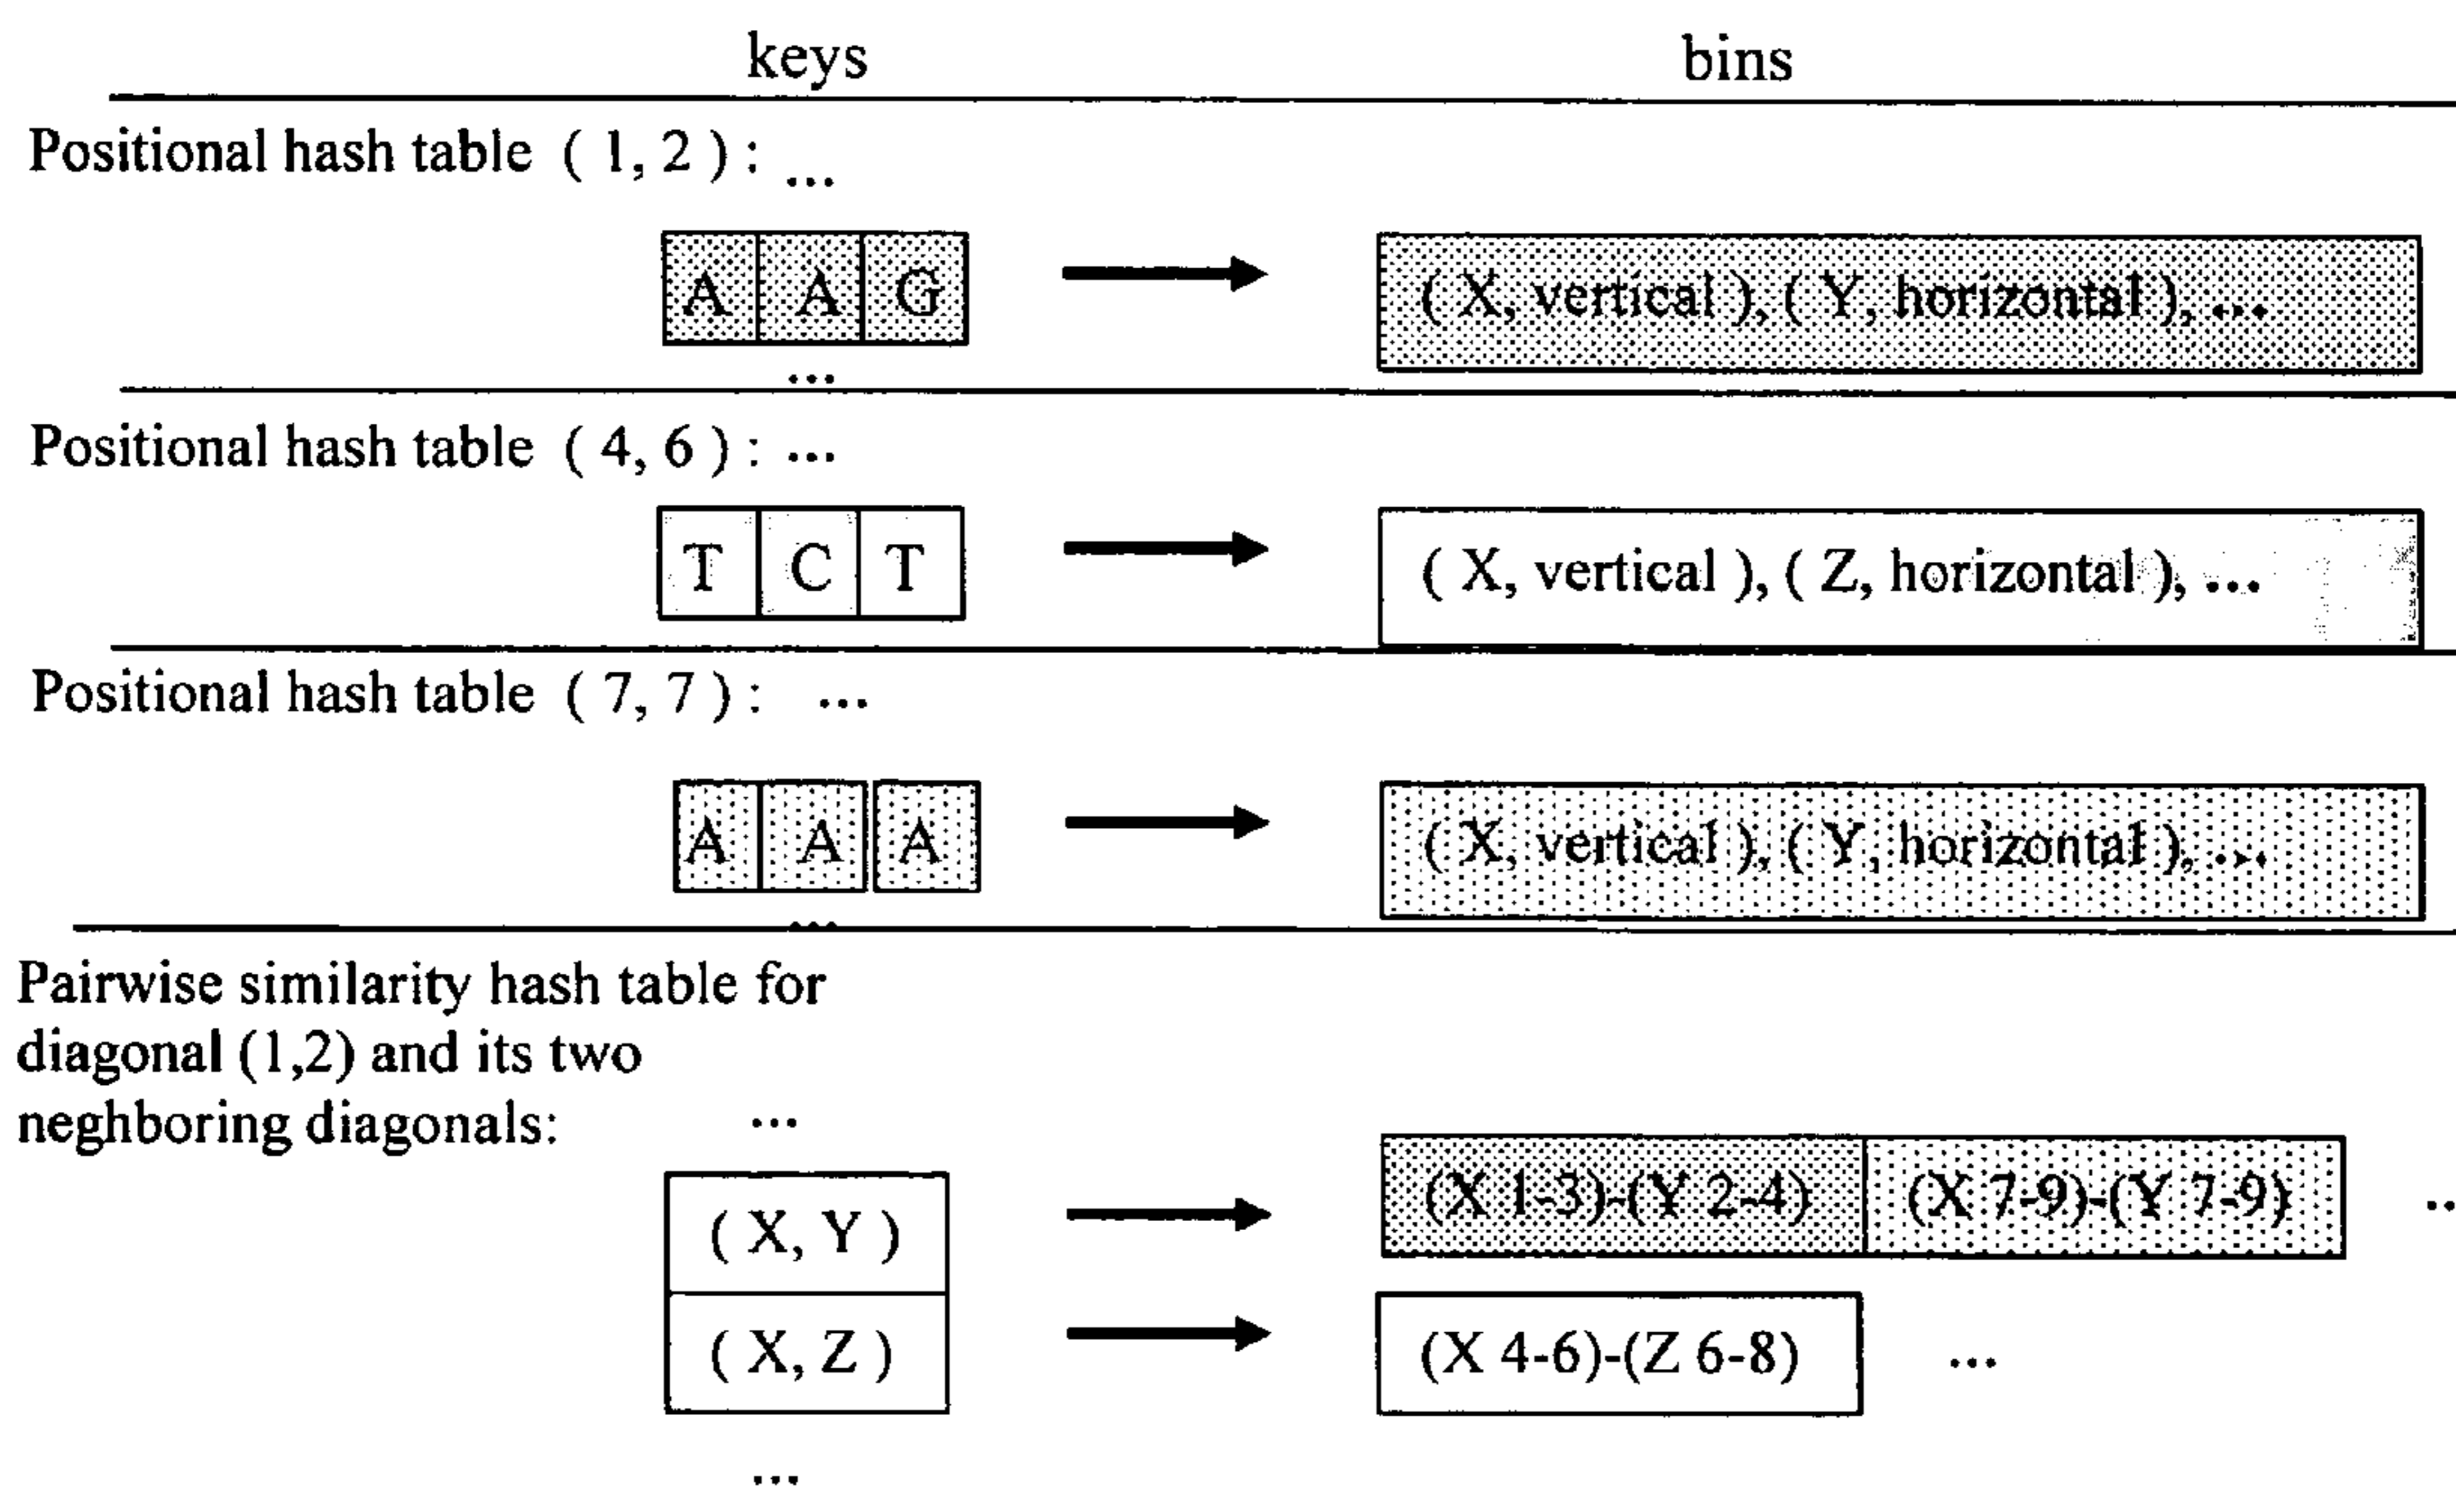 keys bins
Positional hash table ( 1, 2 ) : ...
A A G ( X, vertical ), ( Y, horizontal ), ...
...
Positional hash table ( 4, 6 ) : ...
T C T ( X, vertical ), ( Z, horizontal ), ...
Positional hash table ( 7, 7 ) : ...
A A A ( X, vertical ), ( Y, horizontal ), ...
...
Pairwise similarity hash table for
diagonal (1,2) and its two
neghboring diagonals: ...
( X, Y ) (X 1-3)-(Y 2-4) (X 7-9)-(Y 7-9) ..
( X, Z ) (X 4-6)-(Z 6-8) ...
...